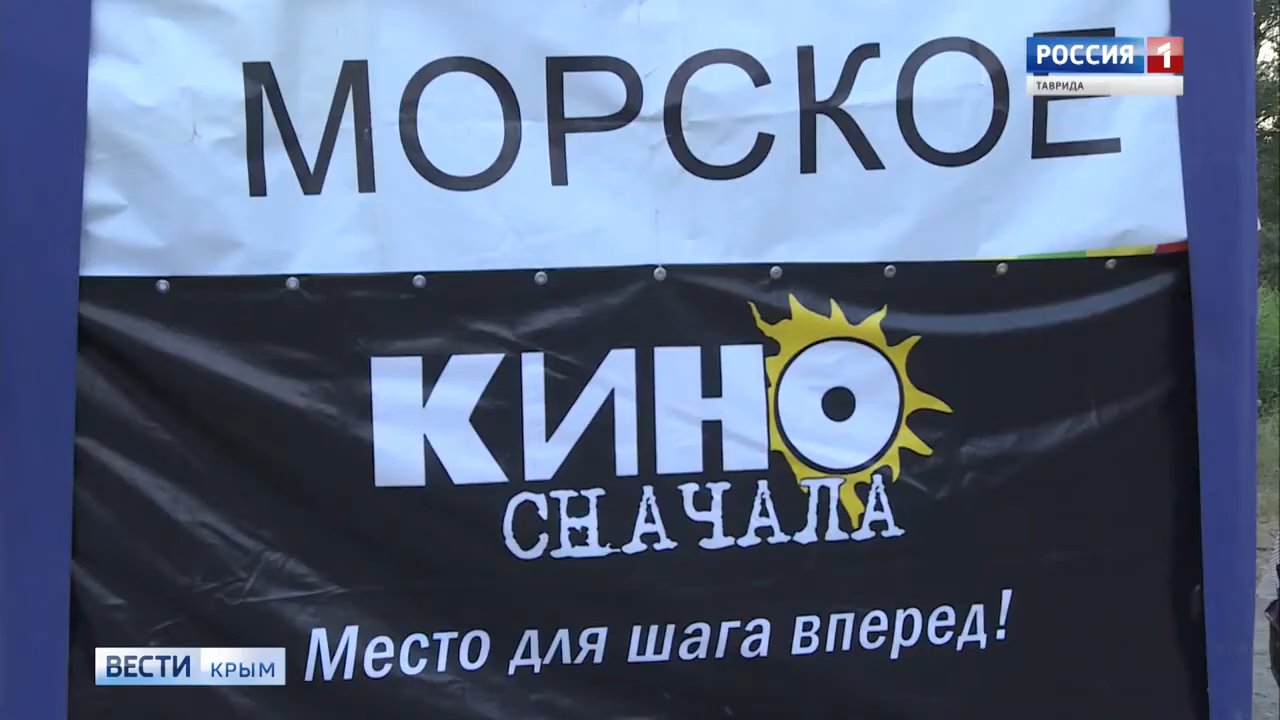 МОРСКОЕ
РОССИЯ 1
ТАВРИДА
КИНО
СНАЧАЛА
Место для шага вперед!
ВЕСТИ КРЫМ